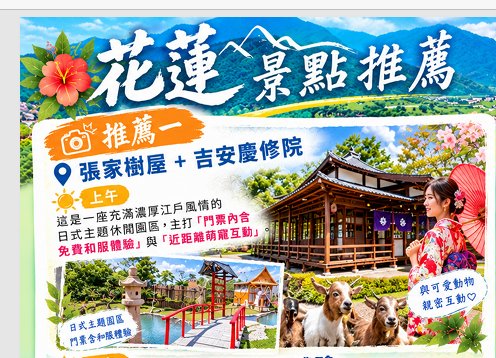 花蓮景點推薦
推薦一
張家樹屋 + 吉安慶修院
上午
這是一座充滿濃厚江戶風情的
日式主題休閒園區，主打「門票內含
免費和服體驗」與「近距離萌寵互動」。
日式主題園區
門票含和服體驗
與可愛動物
親密互動♡